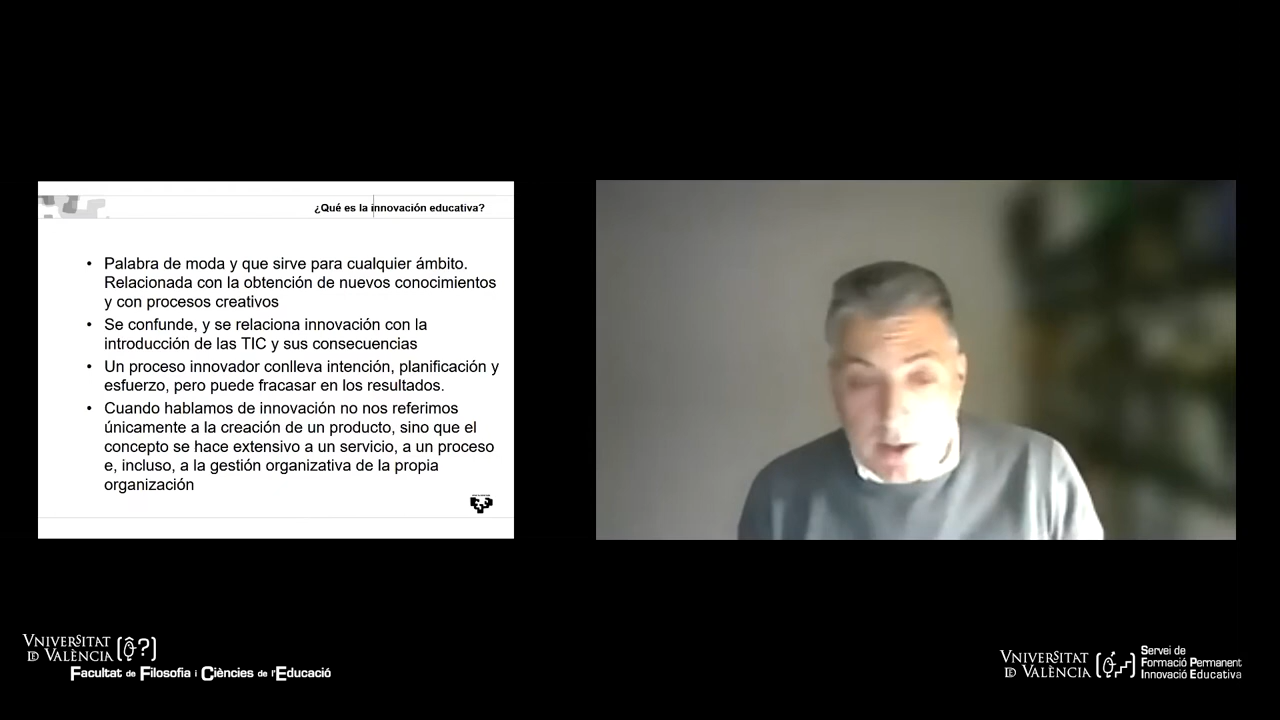 ¿Qué es la innovación educativa?
• Palabra de moda y que sirve para cualquier ámbito.
Relacionada con la obtención de nuevos conocimientos
y con procesos creativos
• Se confunde, y se relaciona innovación con la
introducción de las TIC y sus consecuencias
• Un proceso innovador conlleva intención, planificación y
esfuerzo, pero puede fracasar en los resultados.
• Cuando hablamos de innovación no nos referimos
únicamente a la creación de un producto, sino que el
concepto se hace extensivo a un servicio, a un proceso
e, incluso, a la gestión organizativa de la propia
organización
VNIVERSITAT
D VALÈNCIA
Facultat de Filosofia i Ciències de l'Educació
VNIVERSITAT
D VALÈNCIA
Servei de
Formació Permanent
Innovació Educativa